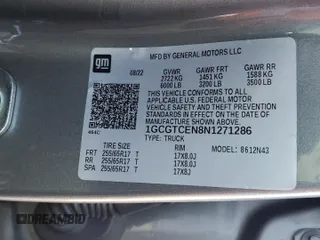 gm
MFD BY GENERAL MOTORS LLC
08/22 GVWR GAWR FRT GAWR RR
2722 KG 1451 KG 1588 KG
6000 LB 3200 LB 3500 LB
THIS VEHICLE CONFORMS TO ALL
APPLICABLE U.S. FEDERAL MOTOR
VEHICLE SAFETY AND THEFT PREVENTION
STANDARDS IN EFFECT ON THE DATE OF
MANUFACTURE SHOWN ABOVE.
1GCGTCEN8N1271286
TYPE: TRUCK
MODEL: 8612N43
TIRE SIZE RIM
FRT 255/65R17 T 17X8.0J
RR 255/65R17 T 17X8.0J
SPA 255/65R17 T 17X8J
DREAMBID